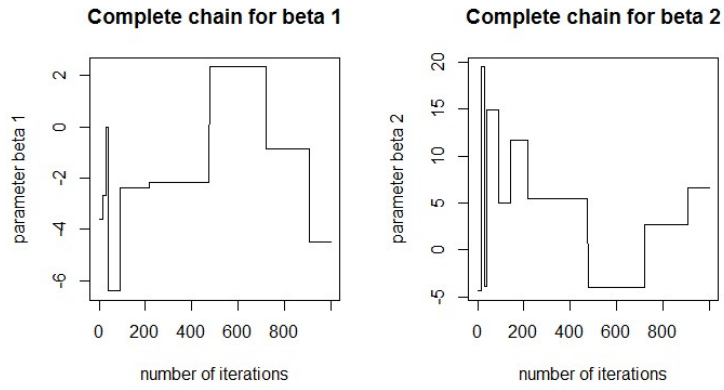 Complete chain for beta 1
2
0
-2
-4
-6
parameter beta 1
0 200 400 600 800
number of iterations
Complete chain for beta 2
20
15
10
5
0
-5
parameter beta 2
0 200 400 600 800
number of iterations